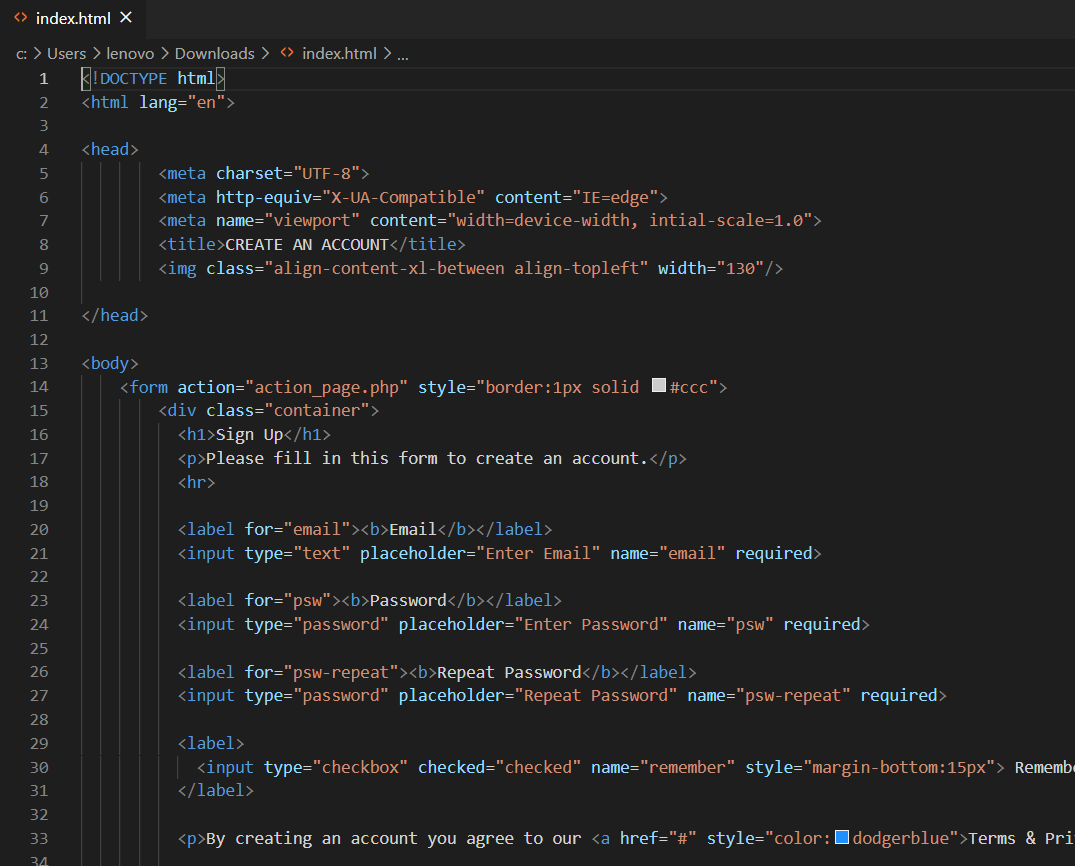 index.html
c: > Users > lenovo > Downloads > index.html > ...
1 <!DOCTYPE html>
2 <html lang="en">
3
4 <head>
5 <meta charset="UTF-8">
6 <meta http-equiv="X-UA-Compatible" content="IE=edge">
7 <meta name="viewport" content="width=device-width, intial-scale=1.0">
8 <title>CREATE AN ACCOUNT</title>
9 <img class="align-content-xl-between align-topleft" width="130"/>
10
11 </head>
12
13 <body>
14 <form action="action_page.php" style="border:1px solid #ccc">
15 <div class="container">
16 <h1>Sign Up</h1>
17 <p>Please fill in this form to create an account.</p>
18 <hr>
19
20 <label for="email"><b>Email</b></label>
21 <input type="text" placeholder="Enter Email" name="email" required>
22
23 <label for="psw"><b>Password</b></label>
24 <input type="password" placeholder="Enter Password" name="psw" required>
25
26 <label for="psw-repeat"><b>Repeat Password</b></label>
27 <input type="password" placeholder="Repeat Password" name="psw-repeat" required>
28
29 <label>
30 <input type="checkbox" checked="checked" name="remember" style="margin-bottom:15px"> Rememb
31 </label>
32
33 <p>By creating an account you agree to our <a href="#" style="color:dodgerblue">Terms & Pri
34